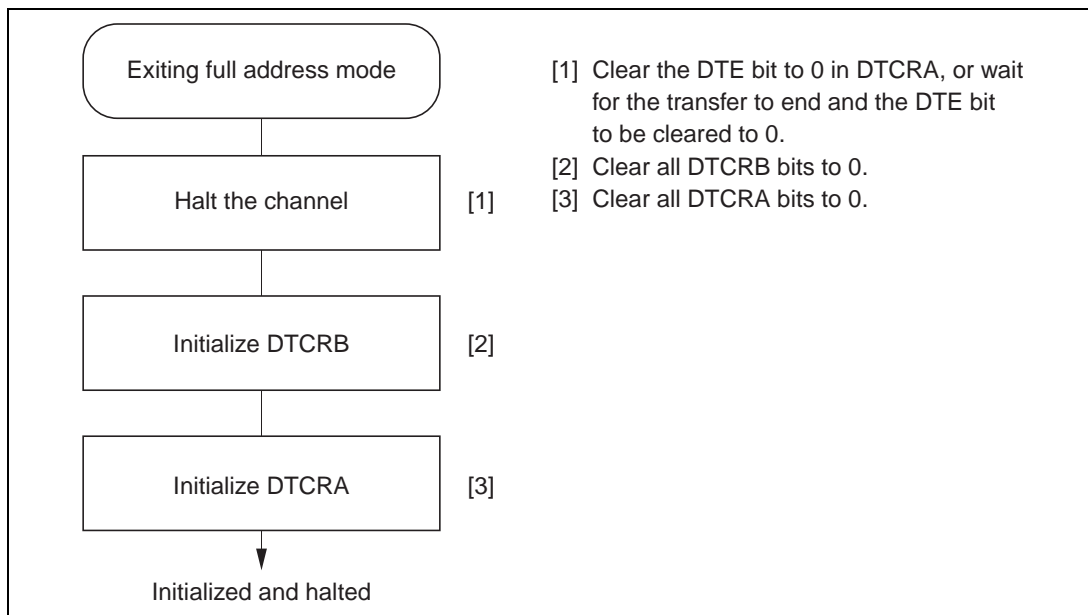 Exiting full address mode
Halt the channel
[1]
Initialize DTCRB
[2]
Initialize DTCRA
[3]
Initialized and halted
[1] Clear the DTE bit to 0 in DTCRA, or wait
for the transfer to end and the DTE bit
to be cleared to 0.
[2] Clear all DTCRB bits to 0.
[3] Clear all DTCRA bits to 0.